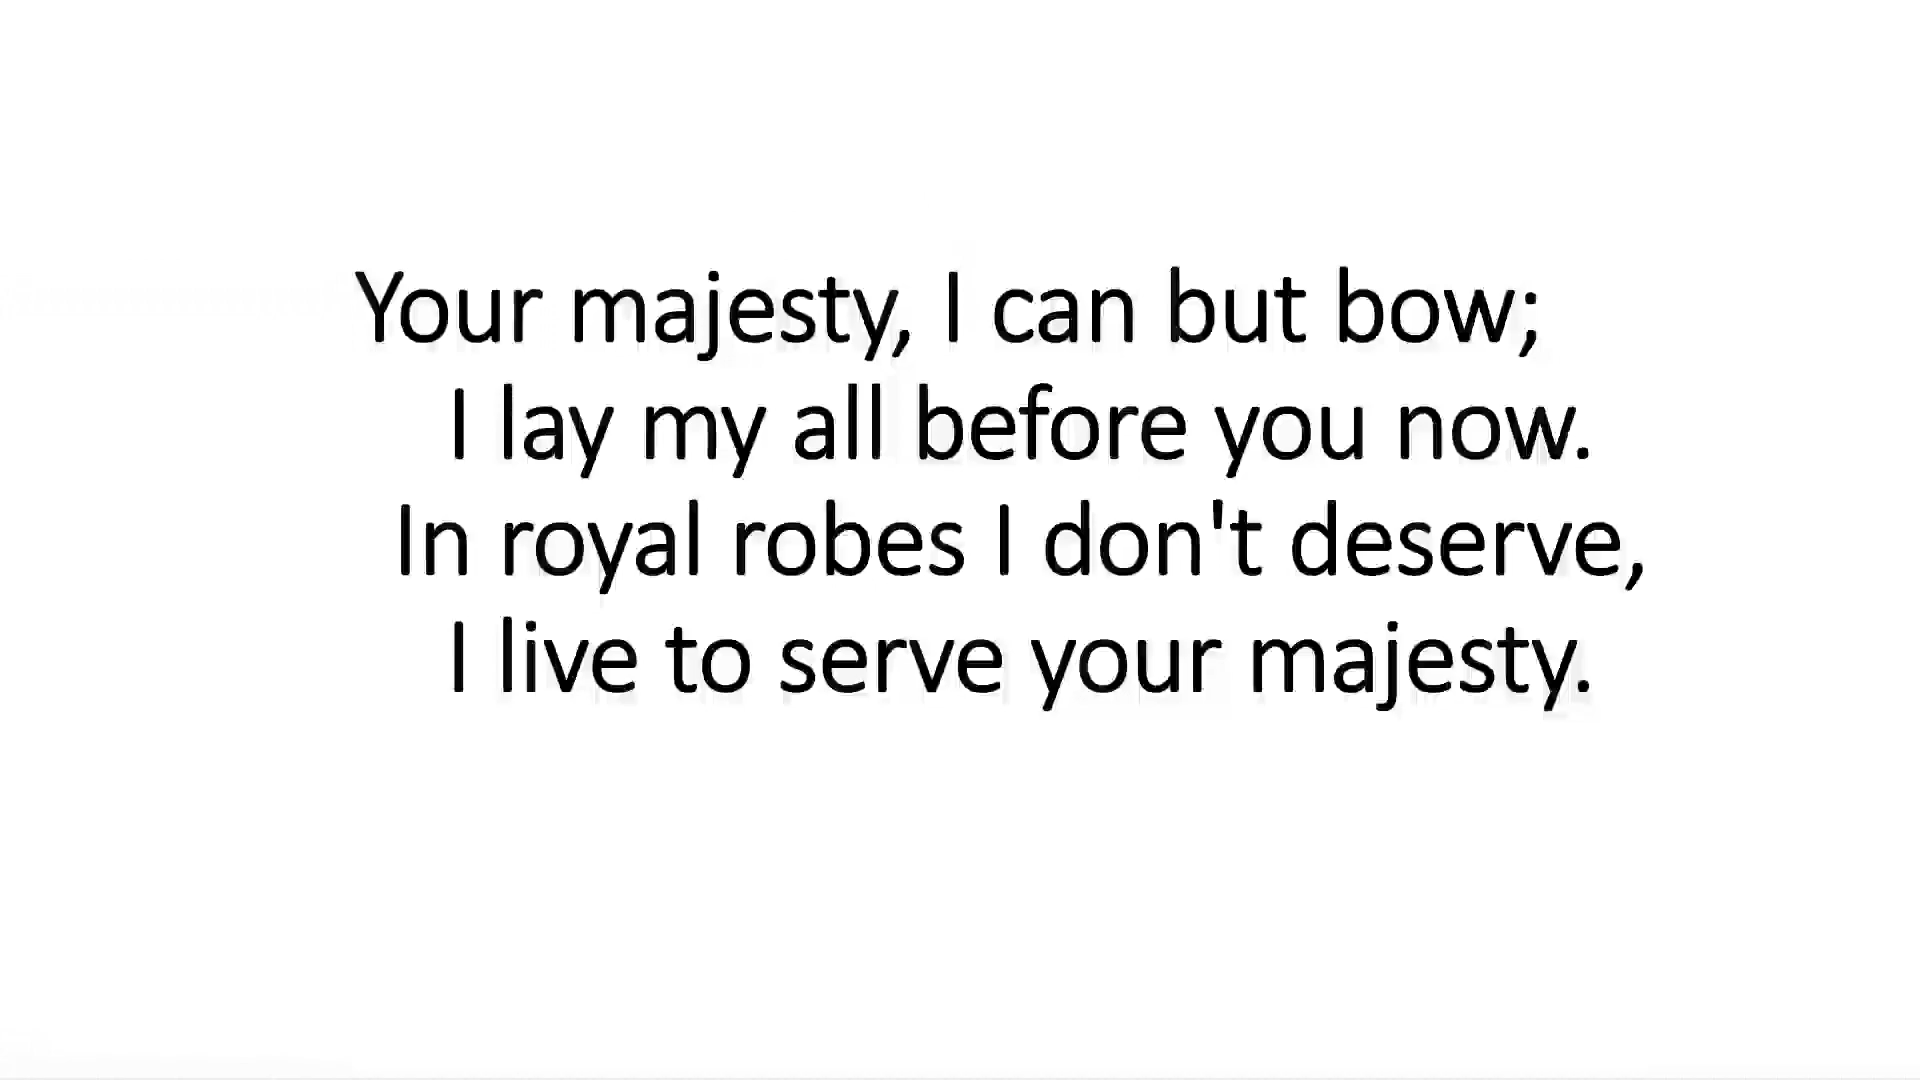 Your majesty, I can but bow;
I lay my all before you now.
In royal robes I don't deserve,
I live to serve your majesty.